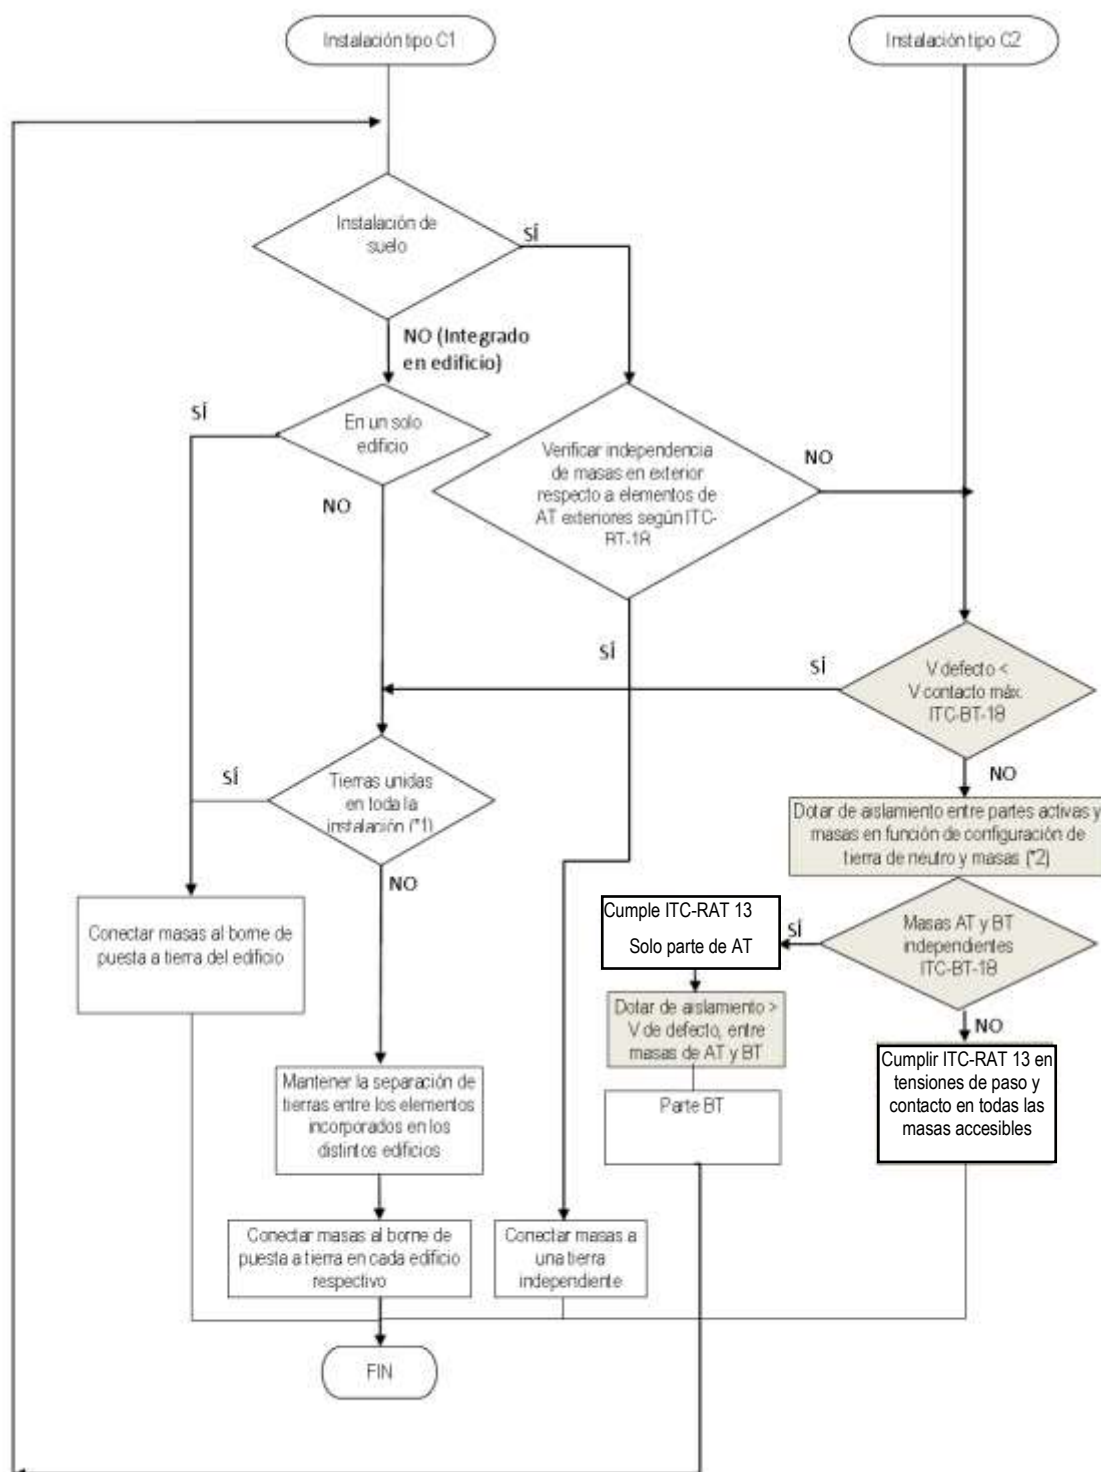 Instalación tipo C1
Instalación tipo C2
Instalación de
suelo
SÍ
NO (Integrado
en edificio)
SÍ
En un solo
edificio
NO
Verificar independencia
de masas en exterior
respecto a elementos de
AT exteriores según ITC-
BT-18
NO
SÍ
SÍ
V defecto <
V contacto máx.
ITC-BT-18
NO
SÍ
Tierras unidas
en toda la
instalación (*1)
NO
Dotar de aislamiento entre partes activas y
masas en función de configuración de
tierra de neutro y masas (*2)
Conectar masas al borne de
puesta a tierra del edificio
Cumple ITC-RAT 13
Solo parte de AT
SÍ
Masas AT y BT
independientes
ITC-BT-18
NO
Dotar de aislamiento >
V de defecto, entre
masas de AT y BT
Cumplir ITC-RAT 13 en
tensiones de paso y
contacto en todas las
masas accesibles
Mantener la separación de
tierras entre los elementos
incorporados en los
distintos edificios
Parte BT
Conectar masas al borne de
puesta a tierra en cada edificio
respectivo
Conectar masas a
una tierra
independiente
FIN